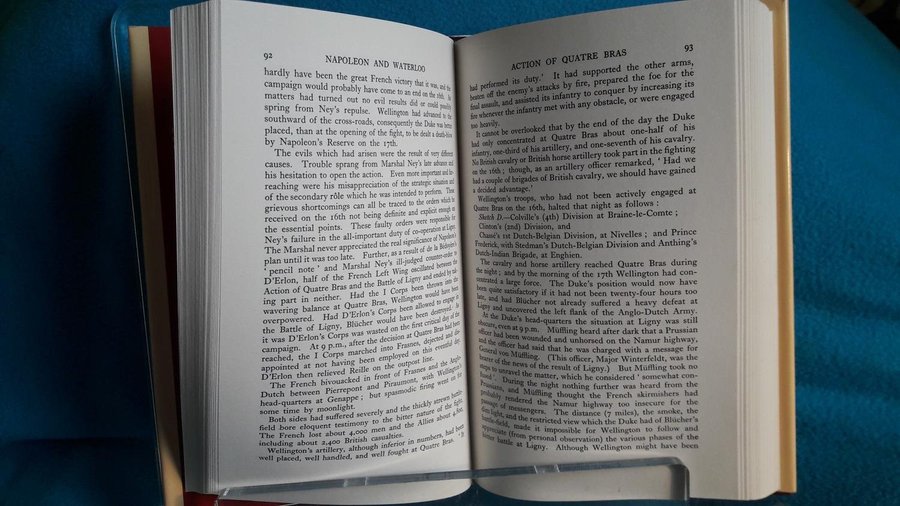 92
NAPOLEON AND WATERLOO
hardly have been the great French victory that it was, and the
campaign would probably have come to an end on the 16th. As
matters had turned out no evil results did or could possibly
spring from Ney's repulse. Wellington had advanced to the
southward of the cross-roads, consequently the Duke was better
placed, than at the opening of the fight, to be dealt a death-blow
by Napoleon's Reserve on the 17th.
The evils which had arisen were the result of very different
causes. Trouble sprang from Marshal Ney's late advance and
his hesitation to open the action. Even more important and far-
reaching were his misappreciation of the strategic situation and
of the secondary rôle which he was intended to perform. These
grievous shortcomings can all be traced to the orders which he
received on the 16th not being definite and explicit enough on
the essential points. These faulty orders were responsible for
Ney's failure in the all-important duty of co-operation at Ligny.
The Marshal never appreciated the real significance of Napoleon's
plan until it was too late. Further, as a result of de la Bédoyère's
' pencil note ' and Marshal Ney's ill-judged counter-order to
D'Erlon, half of the French Left Wing oscillated between the
Action of Quatre Bras and the Battle of Ligny and ended by tak-
ing part in neither. Had the I Corps been thrown into the
wavering balance at Quatre Bras, Wellington would have been
overpowered. Had D'Erlon's Corps been allowed to engage in
the Battle of Ligny, Blücher would have been destroyed. As
it was D'Erlon's Corps was wasted on the first critical day of the
campaign. At 9 p.m., after the decision at Quatre Bras had been
reached, the I Corps marched into Frasnes, dejected and dis-
appointed at not having been employed on this eventful day.
D'Erlon then relieved Reille on the outpost line.
The French bivouacked in front of Frasnes and the Anglo-
Dutch between Pierrepont and Piraumont, with Wellington's
head-quarters at Genappe ; but spasmodic firing went on for
some time by moonlight.
Both sides had suffered severely and the thickly strewn battle-
field bore eloquent testimony to the bitter nature of the fight.
The French lost about 4,000 men and the Allies about 4,800,
including about 2,400 British casualties.
Wellington's artillery, although inferior in numbers, had been
well placed, well handled, and well fought at Quatre Bras. ' It
ACTION OF QUATRE BRAS
93
had performed its duty.' It had supported the other arms,
beaten off the enemy's attacks by fire, prepared the foe for the
final assault, and assisted its infantry to conquer by increasing its
fire whenever the infantry met with any obstacle, or were engaged
too heavily.
It cannot be overlooked that by the end of the day the Duke
had only concentrated at Quatre Bras about one-half of his
infantry, one-third of his artillery, and one-seventh of his cavalry.
No British cavalry or British horse artillery took part in the fighting
on the 16th ; though, as an artillery officer remarked, ' Had we
had a couple of brigades of British cavalry, we should have gained
a decided advantage.'
Wellington's troops, who had not been actively engaged at
Quatre Bras on the 16th, halted that night as follows :
Sketch D.—Colville's (4th) Division at Braine-le-Comte ;
Clinton's (2nd) Division, and
Chassé's 1st Dutch-Belgian Division, at Nivelles ; and Prince
Frederick, with Stedman's Dutch-Belgian Division and Anthing's
Dutch-Indian Brigade, at Enghien.
The cavalry and horse artillery reached Quatre Bras during
the night ; and by the morning of the 17th Wellington had con-
centrated a large force. The Duke's position would now have
been quite satisfactory if it had not been twenty-four hours too
late, and had Blücher not already suffered a heavy defeat at
Ligny and uncovered the left flank of the Anglo-Dutch Army.
At the Duke's head-quarters the situation at Ligny was still
obscure, even at 9 p.m. Müffling heard after dark that a Prussian
officer had been wounded and unhorsed on the Namur highway,
and the officer had said that he was charged with a message for
General von Müffling. (This officer, Major Winterfeldt, was the
bearer of the news of the result of Ligny.) But Müffling took no
steps to unravel the matter, which he considered ' somewhat con-
fused '. During the night nothing further was heard from the
Prussians, and Müffling thought the French skirmishers had
probably rendered the Namur highway too insecure for the
passage of messengers. The distance (7 miles), the smoke, the
dim light, and the restricted view which the Duke had of Blücher's
battle-field, made it impossible for Wellington to follow and
appreciate (from personal observation) the various phases of the
bitter battle at Ligny. Although Wellington might have been